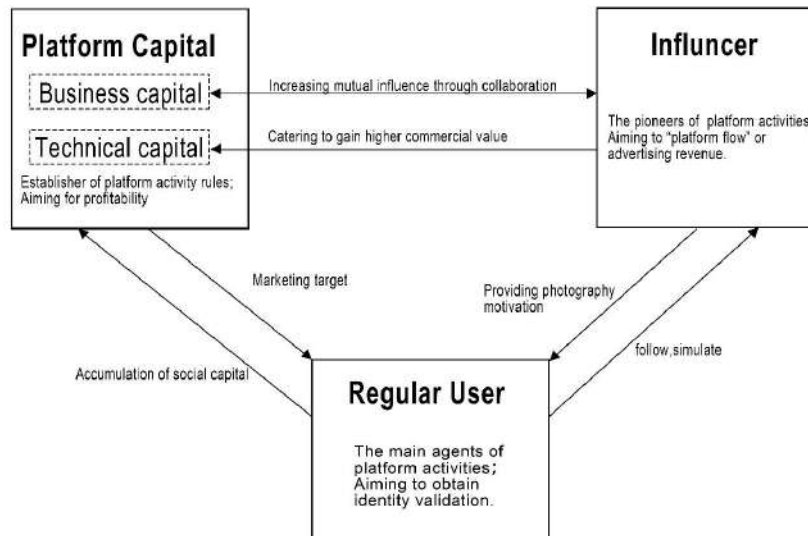 Platform Capital
Business capital
Technical capital
Establisher of platform activity rules;
Aiming for profitability
Increasing mutual influence through collaboration
Catering to gain higher commercial value
Influncer
The pioneers of platform activities
Aiming to "platform flow" or
advertising revenue.
Marketing target
Providing photography
motivation
Accumulation of social capital
follow,simulate
Regular User
The main agents of
platform activities;
Aiming to obtain
identity validation.